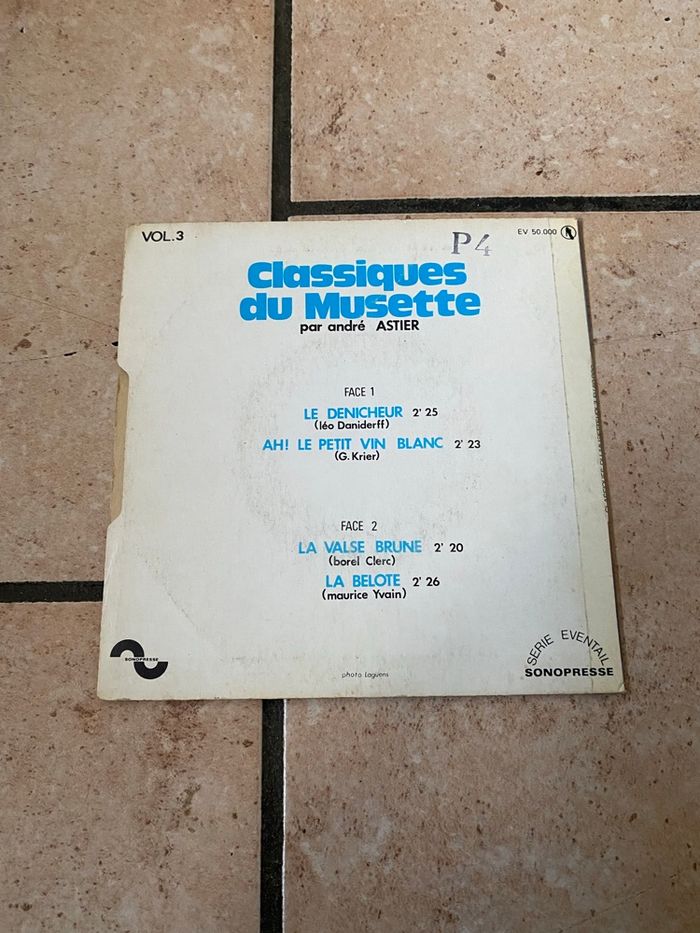 VOL.3
P4
EV 50.000
Classiques
du Musette
par andré ASTIER
FACE 1
LE DENICHEUR 2' 25
(léo Daniderff)
AH! LE PETIT VIN BLANC 2' 23
(G. Krier)
FACE 2
LA VALSE BRUNE 2' 20
(borel Clerc)
LA BELOTE 2' 26
(maurice Yvain)
SONOPRESSE
photo Laguens
SERIE EVENTAIL
SONOPRESSE